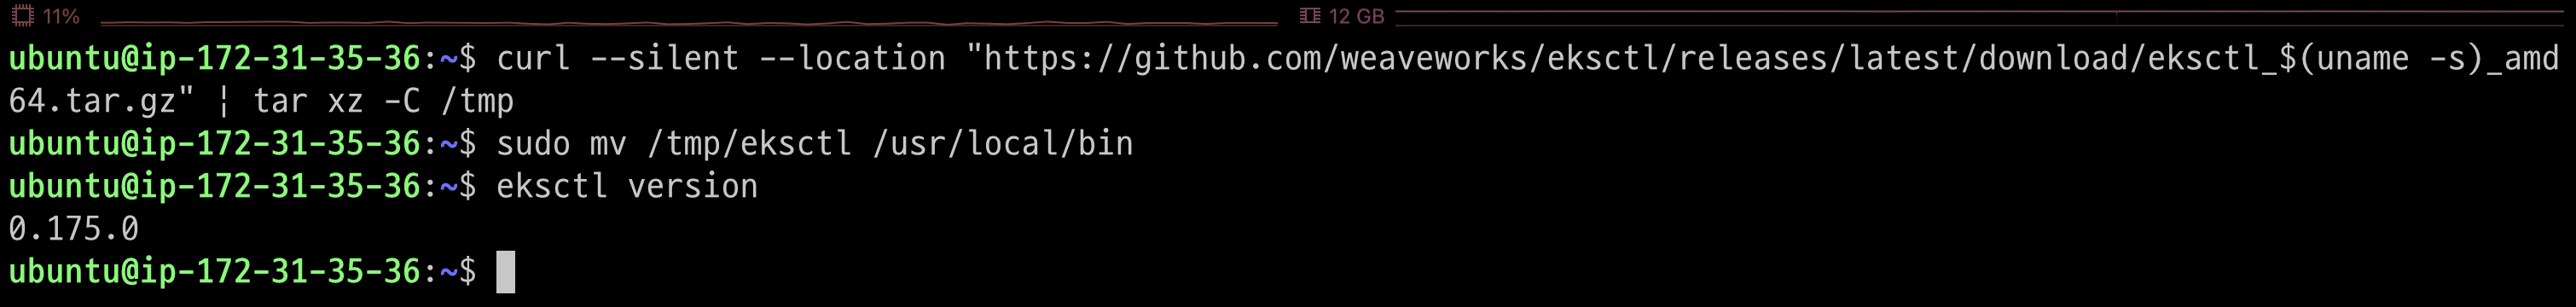 11% 12 GB
ubuntu@ip-172-31-35-36:~$ curl --silent --location "https://github.com/weaveworks/eksctl/releases/latest/download/eksctl_$(uname -s)_amd
64.tar.gz" | tar xz -C /tmp
ubuntu@ip-172-31-35-36:~$ sudo mv /tmp/eksctl /usr/local/bin
ubuntu@ip-172-31-35-36:~$ eksctl version
0.175.0
ubuntu@ip-172-31-35-36:~$